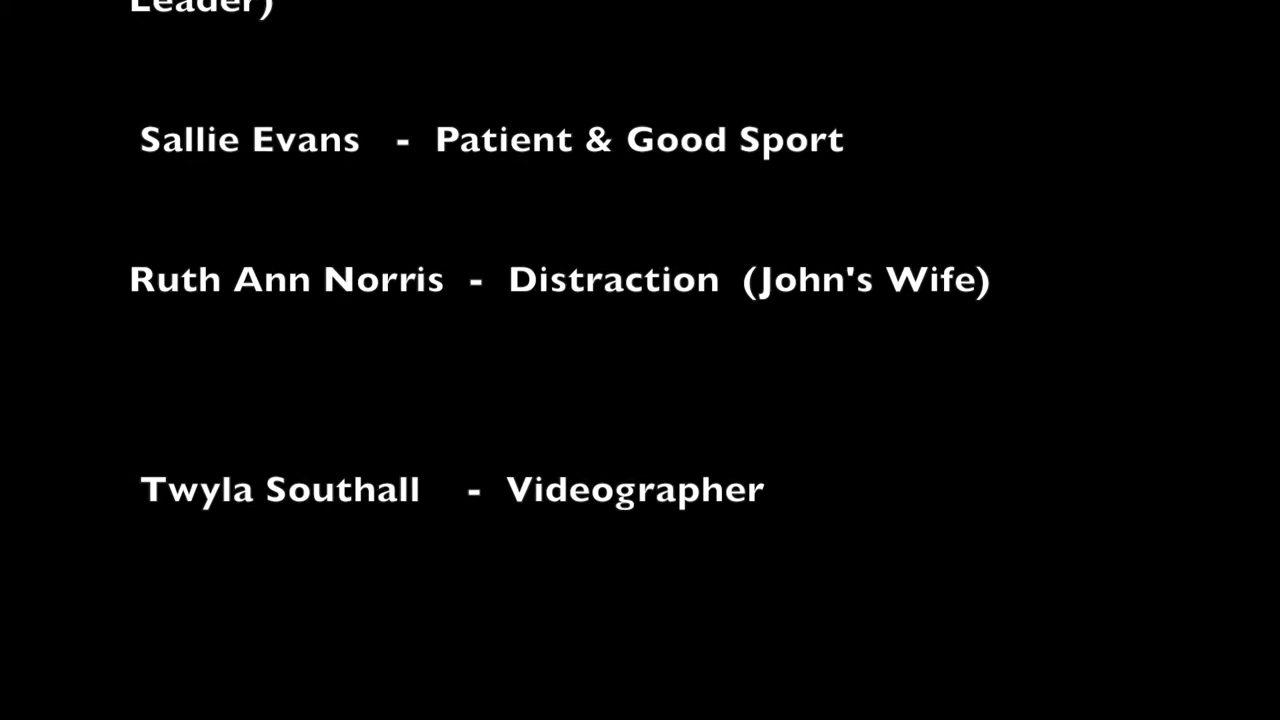 Leader)
Sallie Evans - Patient & Good Sport
Ruth Ann Norris - Distraction (John's Wife)
Twyla Southall - Videographer